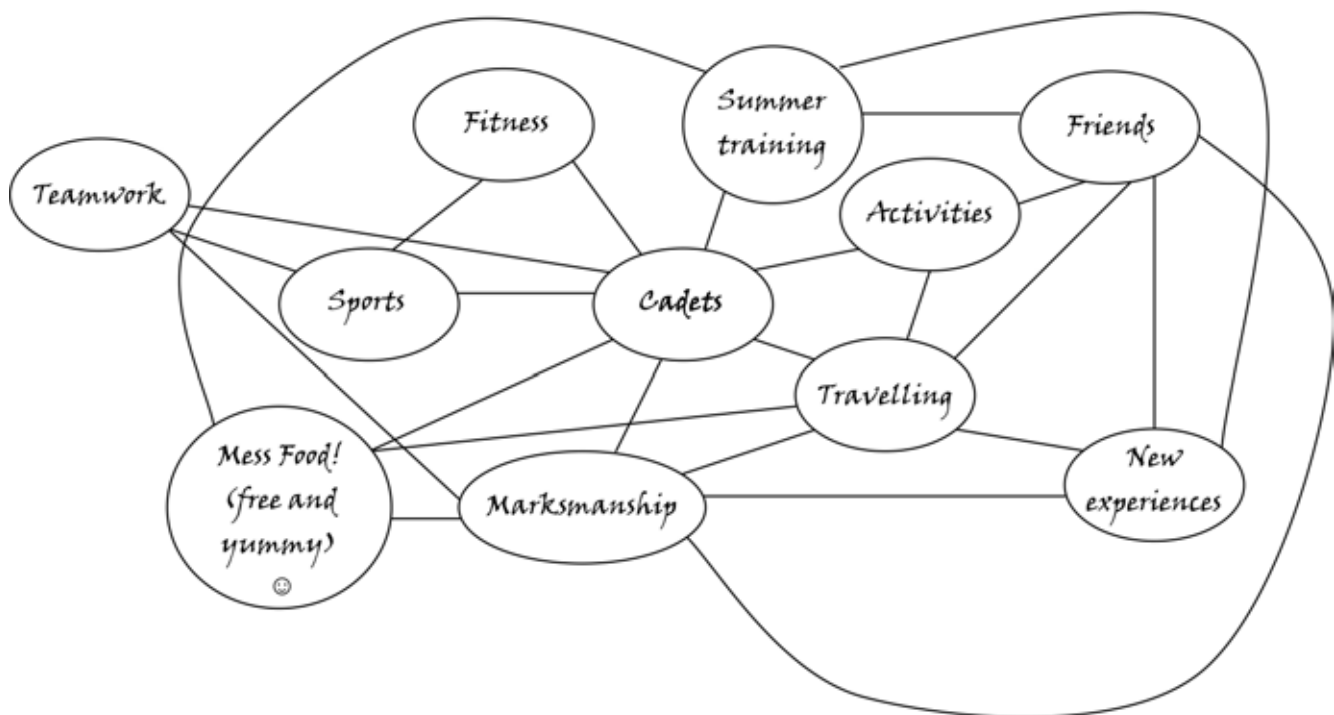 Summer
training
Fitness
Friends
Teamwork
Activities
Sports
Cadets
Travelling
Mess Food!
(free and
yummy)
☺
Marksmanship
New
experiences